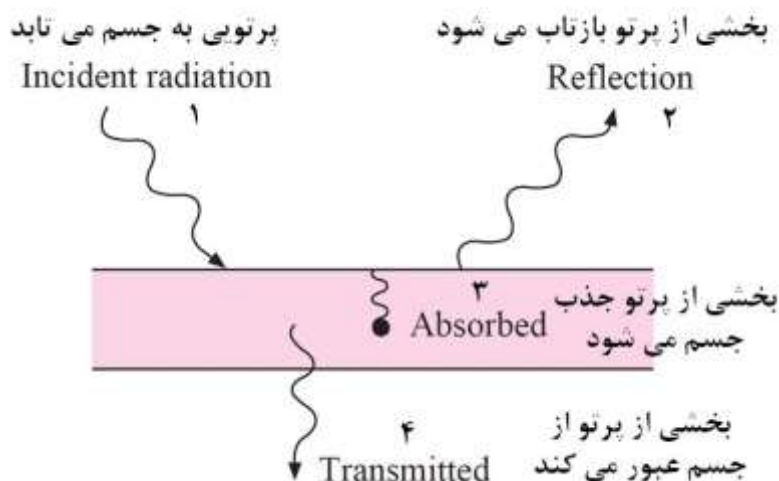 پرتویی به جسم می تابد
Incident radiation
۱
بخشی از پرتو بازتاب می شود
Reflection
۲
۳
Absorbed
بخشی از پرتو جذب
جسم می شود
۴
Transmitted
بخشی از پرتو از
جسم عبور می کند